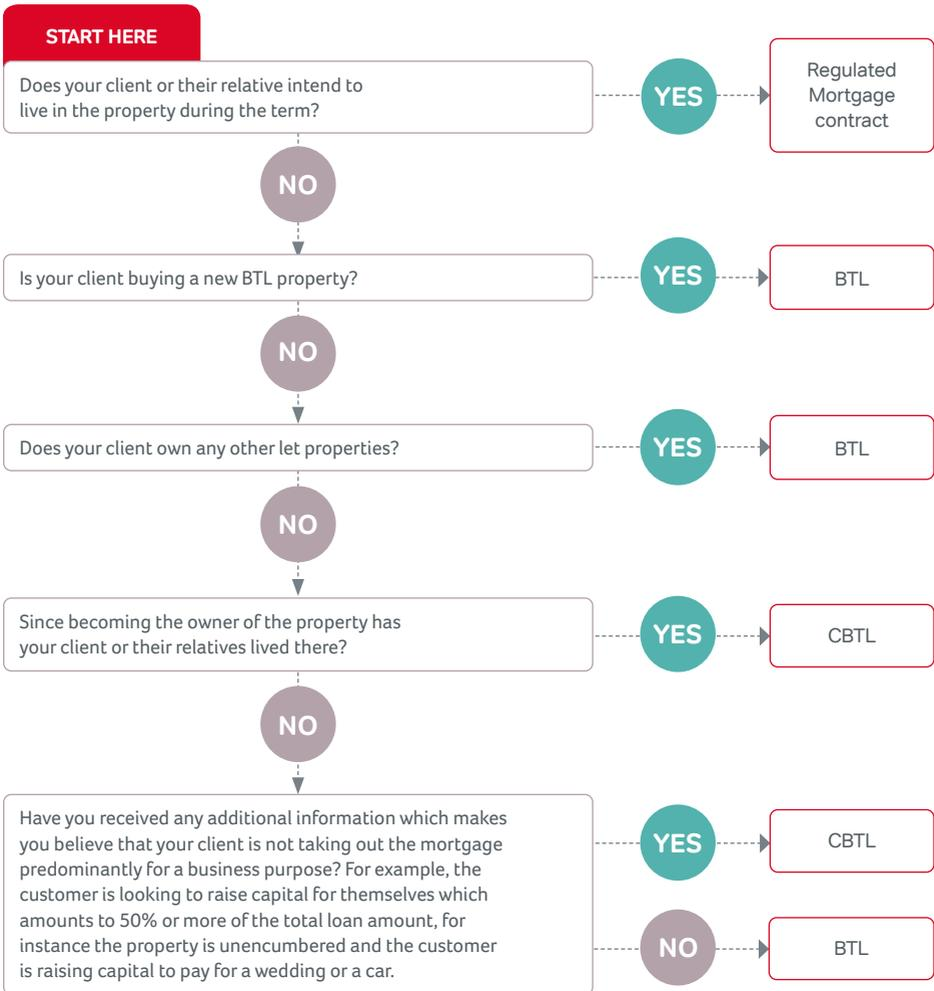 START HERE
Does your client or their relative intend to
live in the property during the term?
YES
Regulated
Mortgage
contract
NO
Is your client buying a new BTL property?
YES
BTL
NO
Does your client own any other let properties?
YES
BTL
NO
Since becoming the owner of the property has
your client or their relatives lived there?
YES
CBTL
NO
Have you received any additional information which makes
you believe that your client is not taking out the mortgage
predominantly for a business purpose? For example, the
customer is looking to raise capital for themselves which
amounts to 50% or more of the total loan amount, for
instance the property is unencumbered and the customer
is raising capital to pay for a wedding or a car.
YES
CBTL
NO
BTL